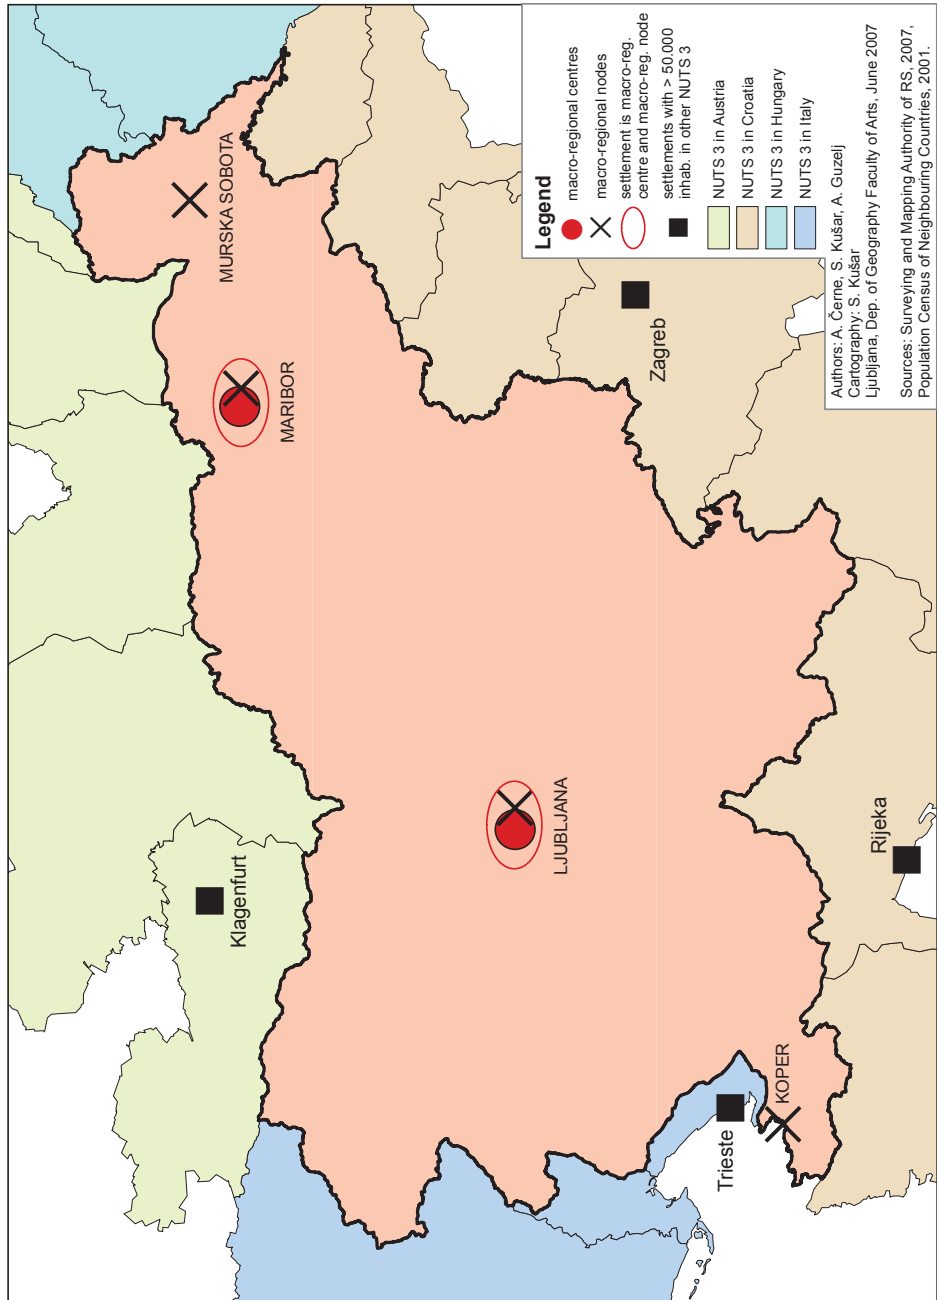 MURSKA SOBOTA
MARIBOR
LJUBLJANA
KOPER
Klagenfurt
Trieste
Rijeka
Zagreb
Legend
macro-regional centres
macro-regional nodes
settlement is macro-reg.
centre and macro-reg. node
settlements with > 50.000
inhab. in other NUTS 3
NUTS 3 in Austria
NUTS 3 in Croatia
NUTS 3 in Hungary
NUTS 3 in Italy
Authors: A. Černe, S. Kušar, A. Guzelj
Cartography: S. Kušar
Ljubljana, Dep. of Geography Faculty of Arts, June 2007
Sources: Surveying and Mapping Authority of RS, 2007,
Population Census of Neighbouring Countries, 2001.